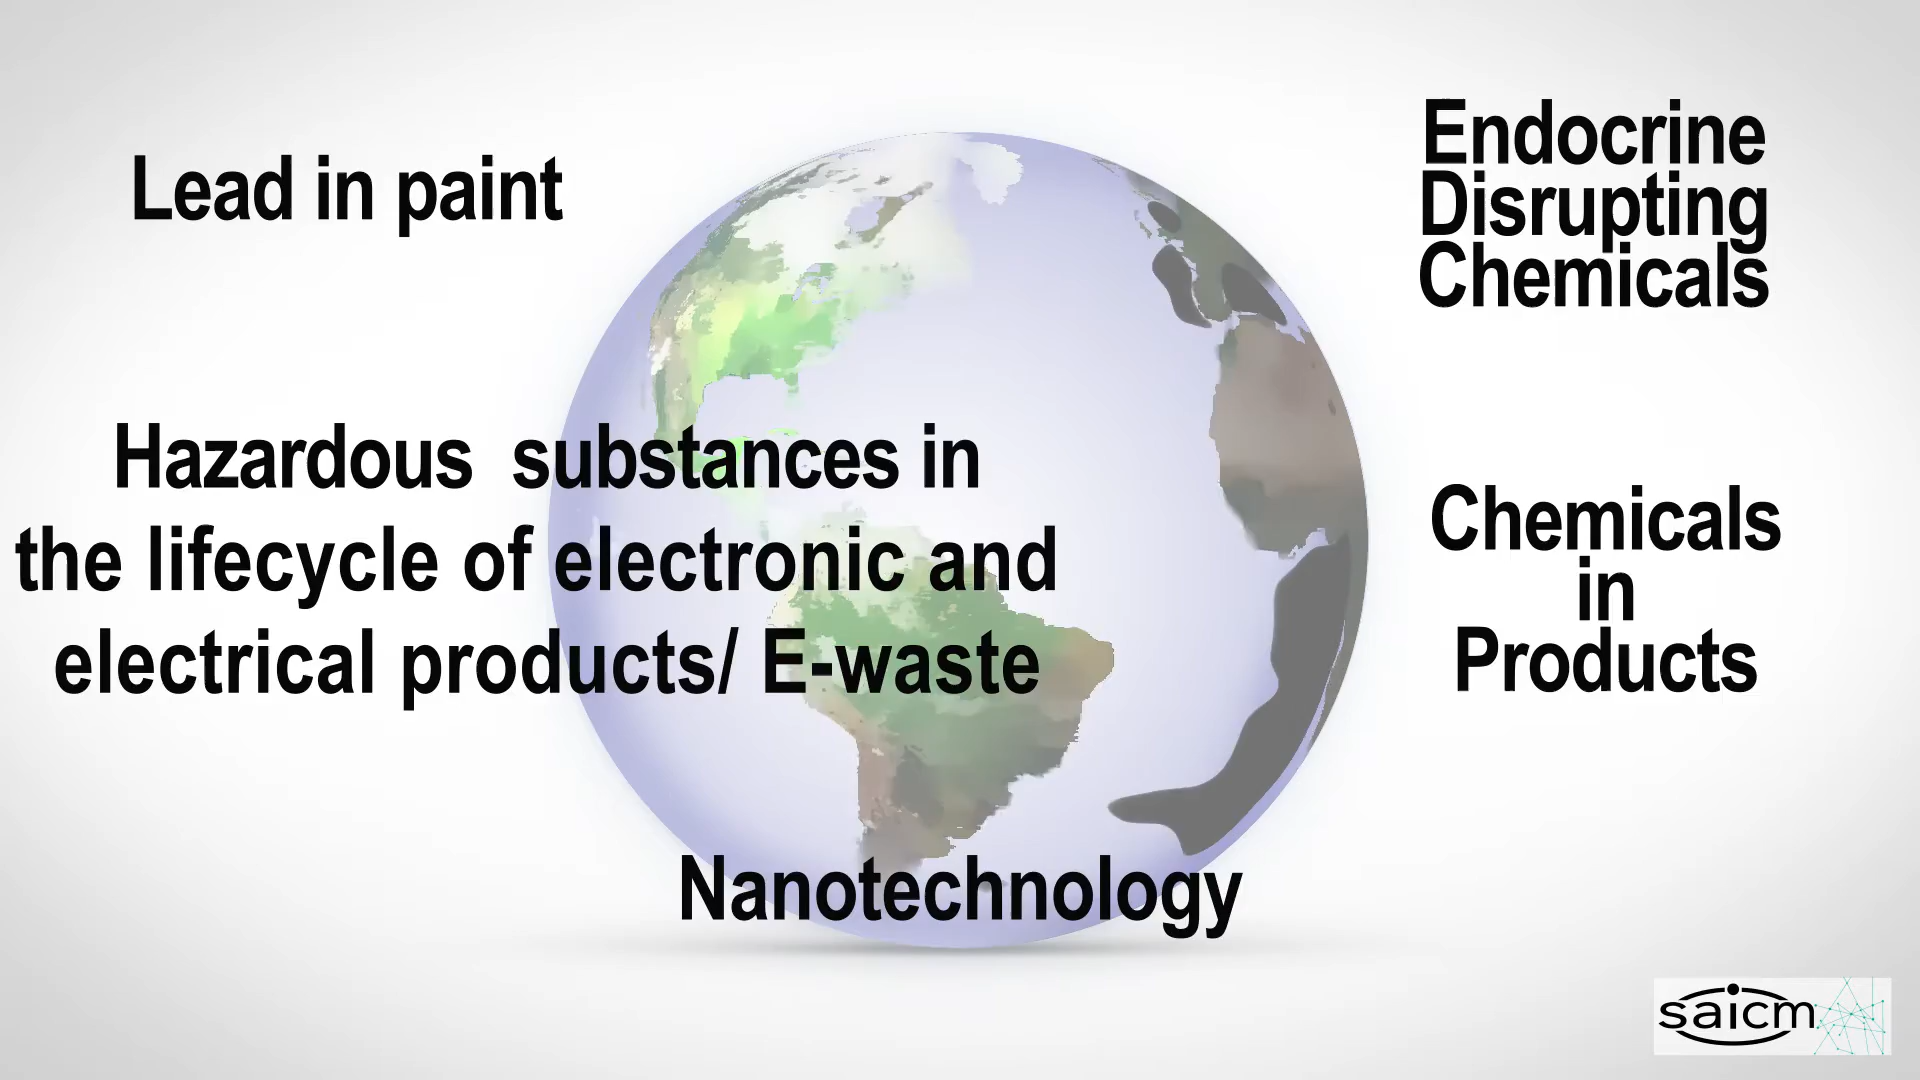 Lead in paint
Endocrine
Disrupting
Chemicals
Hazardous  substances in
the lifecycle of electronic and
electrical products/ E-waste
Chemicals
in
Products
Nanotechnology
saicm